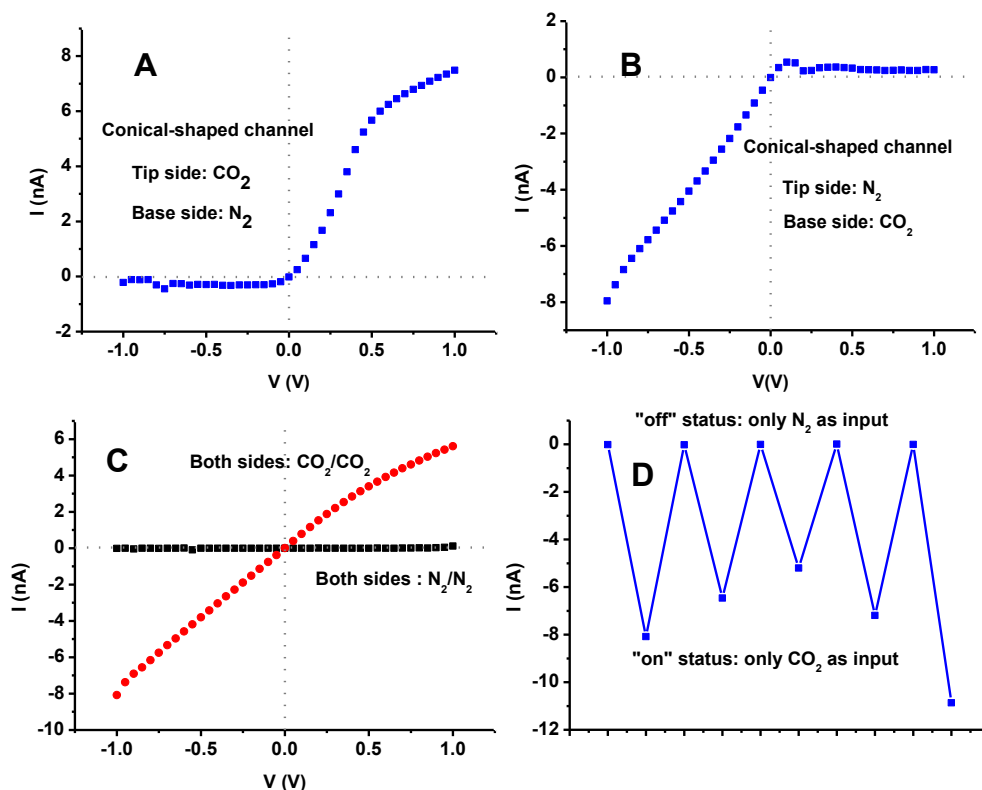 A
Conical-shaped channel
Tip side: CO2
Base side: N2
I (nA)
8
6
4
2
0
-2
-1.0 -0.5 0.0 0.5 1.0
V (V)
B
Conical-shaped channel
Tip side: N2
Base side: CO2
I (nA)
2
0
-2
-4
-6
-8
-1.0 -0.5 0.0 0.5 1.0
V(V)
C
Both sides: CO2/CO2
Both sides : N2/N2
I (nA)
6
4
2
0
-2
-4
-6
-8
-10
-1.0 -0.5 0.0 0.5 1.0
V (V)
"off" status: only N2 as input
D
"on" status: only CO2 as input
I (nA)
0
-2
-4
-6
-8
-10
-12